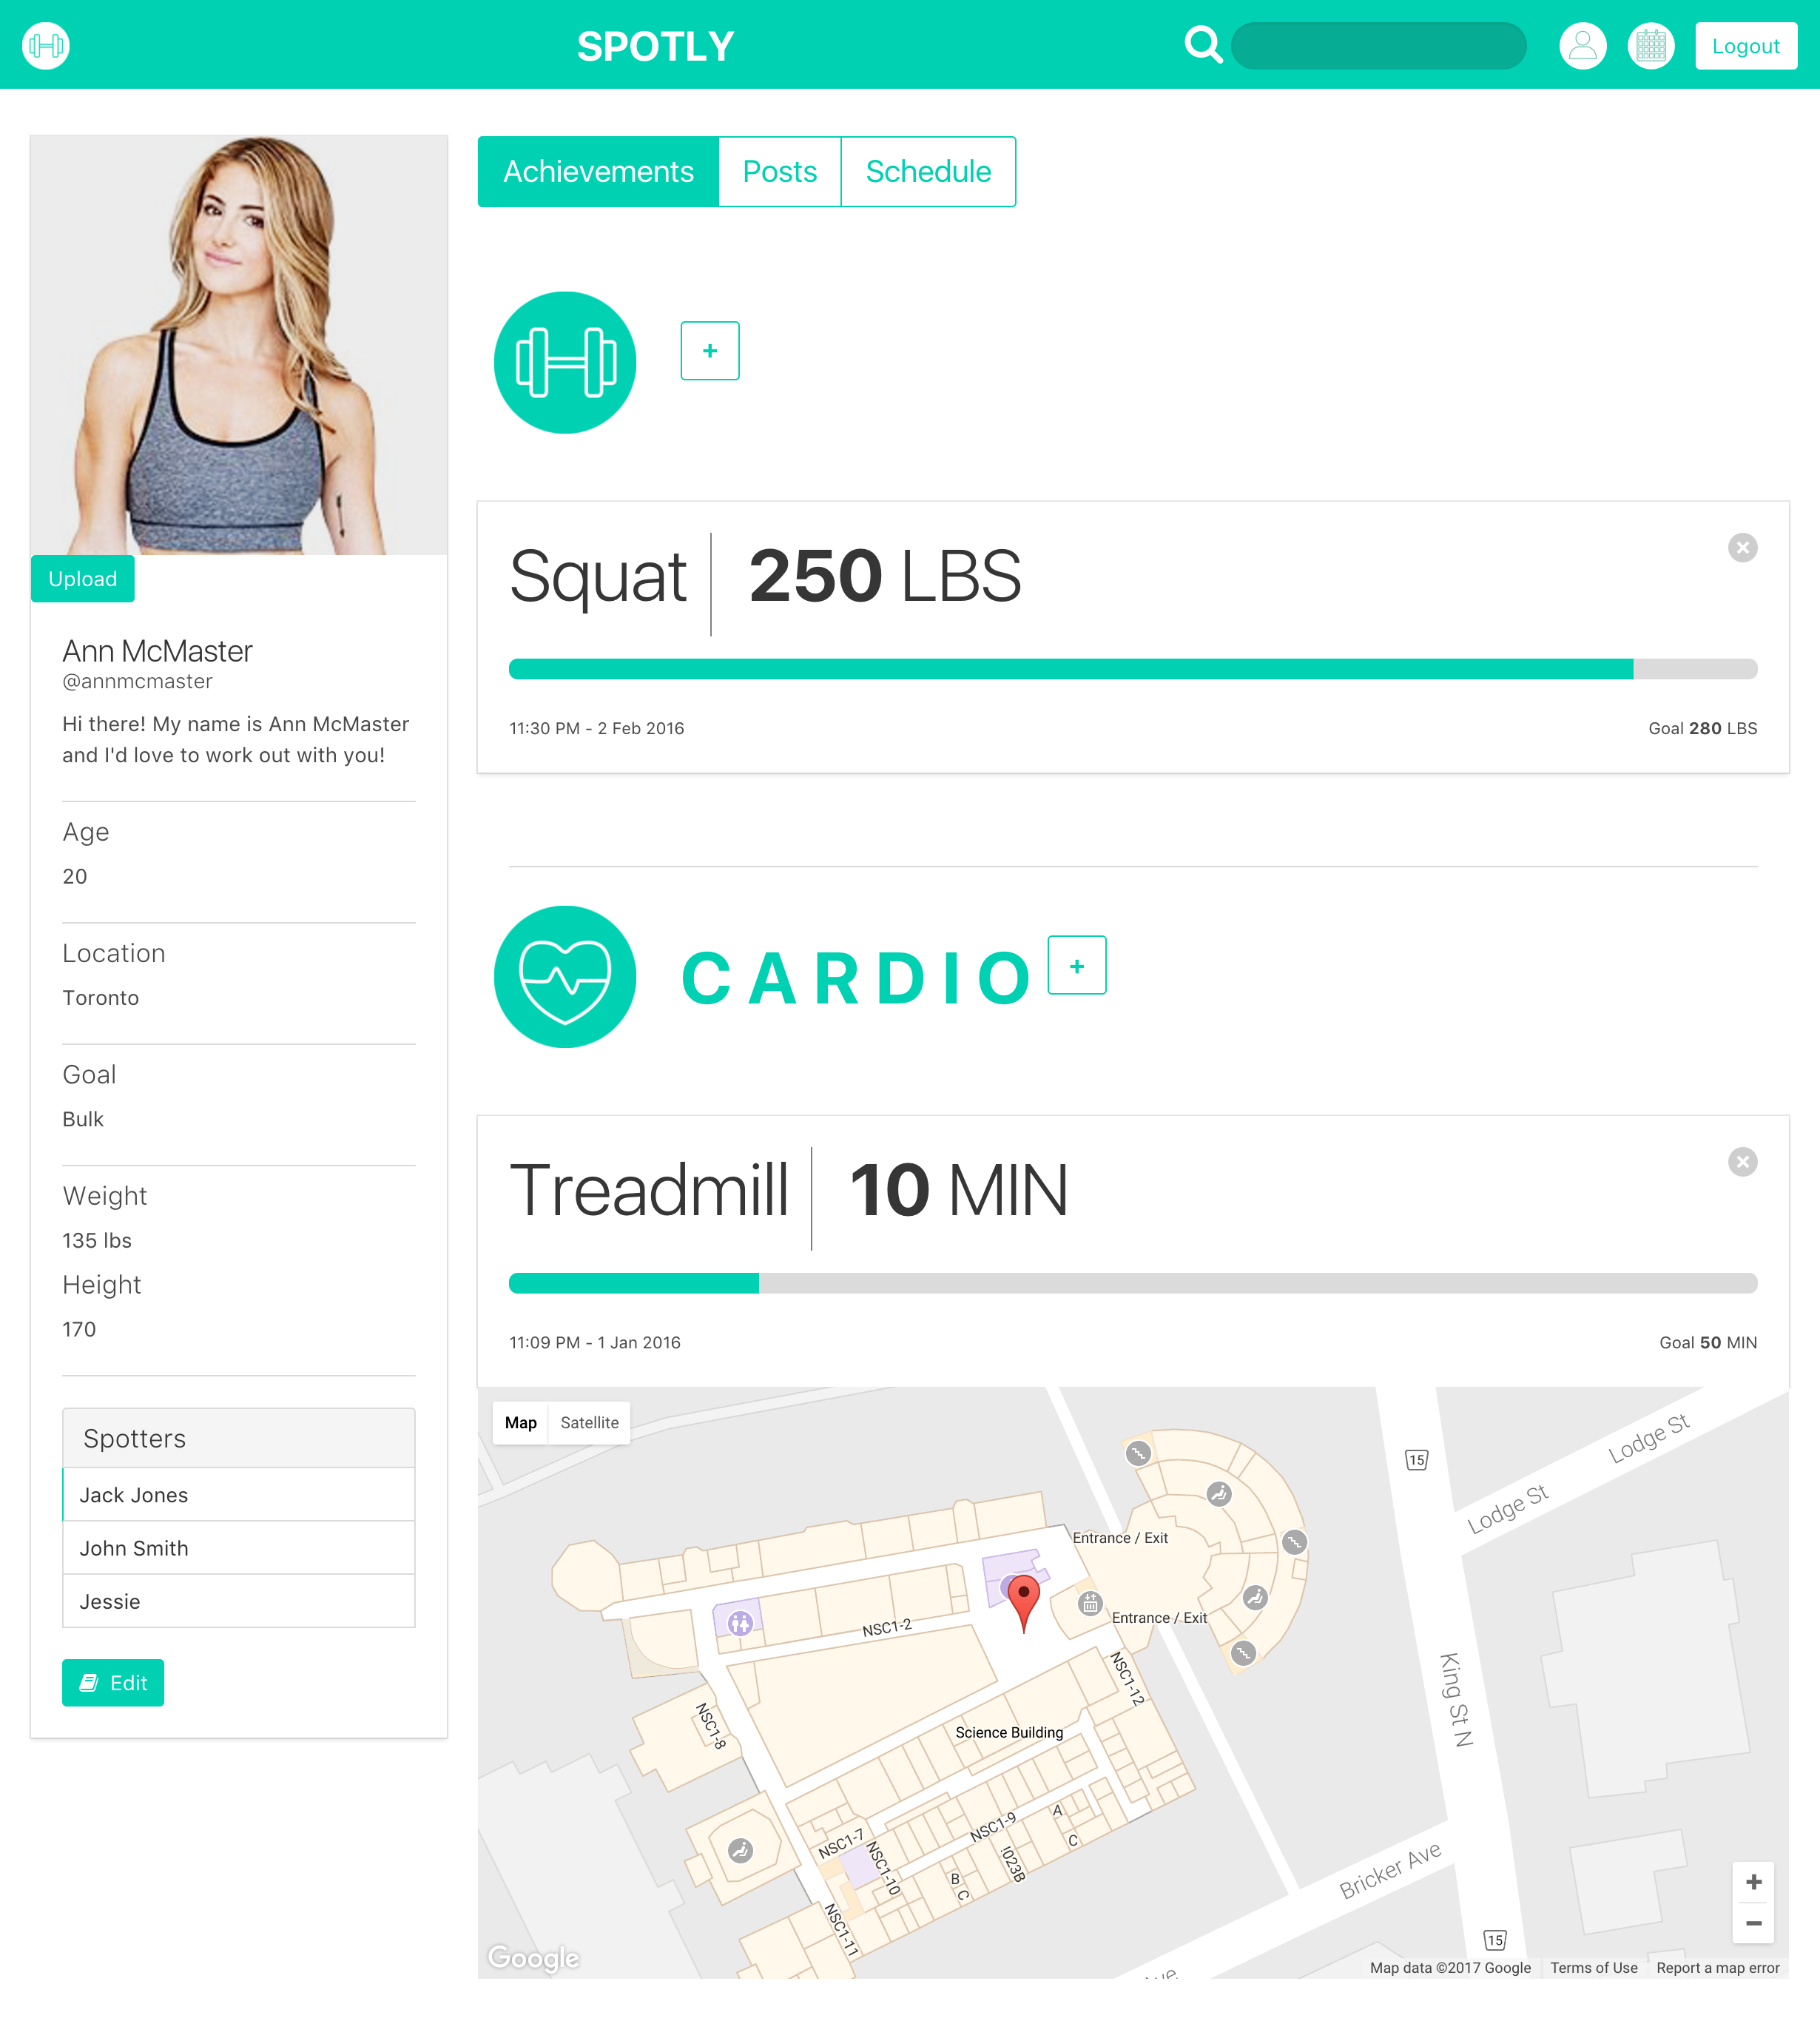 SPOTLY
Logout
Achievements
Posts
Schedule
Upload
Ann McMaster
@annmcmaster
Hi there! My name is Ann McMaster
and I'd love to work out with you!
Age
20
Location
Toronto
Goal
Bulk
Weight
135 lbs
Height
170
Spotters
Jack Jones
John Smith
Jessie
Edit
+
Squat
250 LBS
11:30 PM - 2 Feb 2016
Goal 280 LBS
CARDIO
+
Treadmill
10 MIN
11:09 PM - 1 Jan 2016
Goal 50 MIN
Map
Satellite
15
Lodge St
Lodge St
Entrance / Exit
Entrance / Exit
NSC1-2
NSC1-12
King St N
NSC1-8
Science Building
A
NSC1-9
C
NSC1-7
NSC1-10
B
C
Bricker Ave
NSC1-11
+
−
15
Google
Map data ©2017 Google
Terms of Use
Report a map error